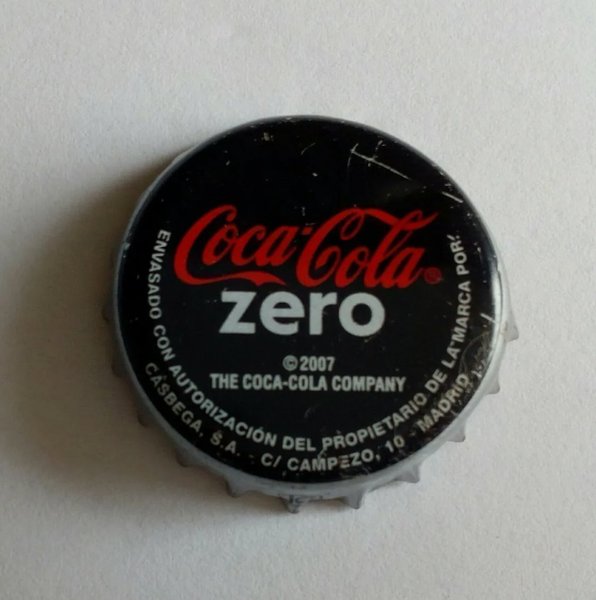 Coca-Cola®
zero
©2007
THE COCA-COLA COMPANY
ENVASADO CON AUTORIZACIÓN DEL PROPIETARIO DE LA MARCA POR:
CASBEGA, S.A. - C/ CAMPEZO, 10 - MADRID